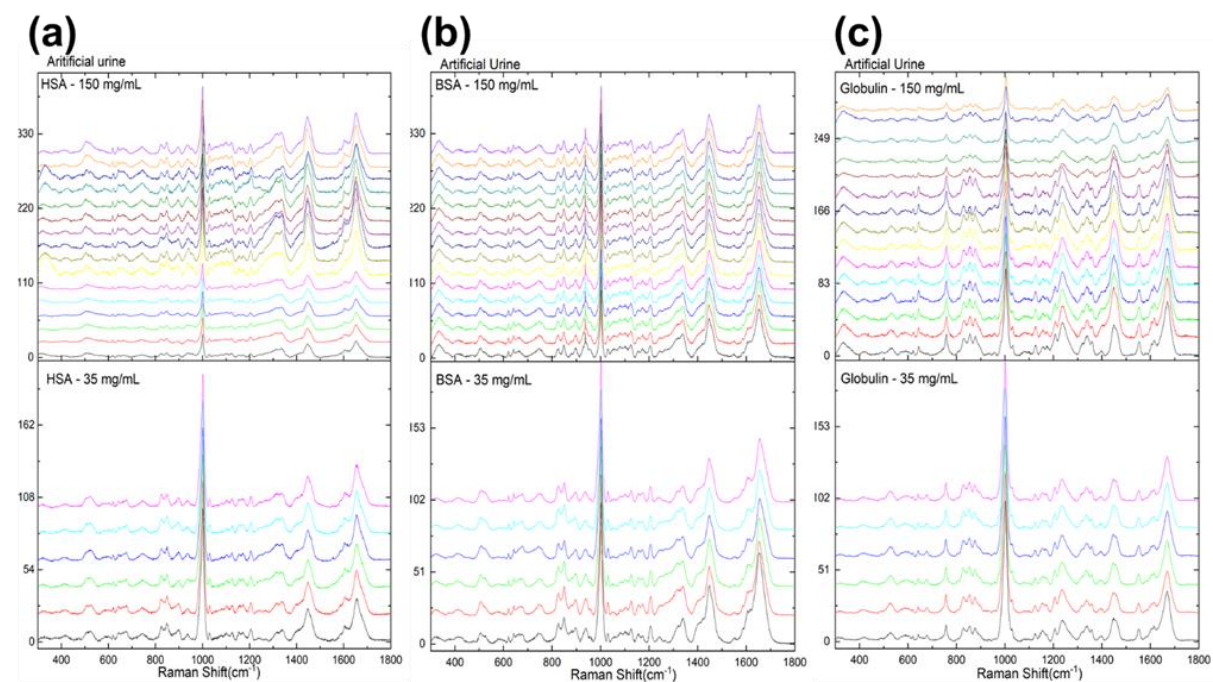 (a)
Aritificial urine
HSA - 150 mg/mL
330
220
110
0
HSA - 35 mg/mL
162
108
54
0
400 600 800 1000 1200 1400 1600 1800
Raman Shift(cm⁻¹)
(b)
Artificial Urine
BSA - 150 mg/mL
330
220
110
0
BSA - 35 mg/mL
153
102
51
0
400 600 800 1000 1200 1400 1600 1800
Raman Shift(cm⁻¹)
(c)
Artificial Urine
Globulin - 150 mg/mL
249
166
83
0
Globulin - 35 mg/mL
153
102
51
0
400 600 800 1000 1200 1400 1600 1800
Raman Shift(cm⁻¹)